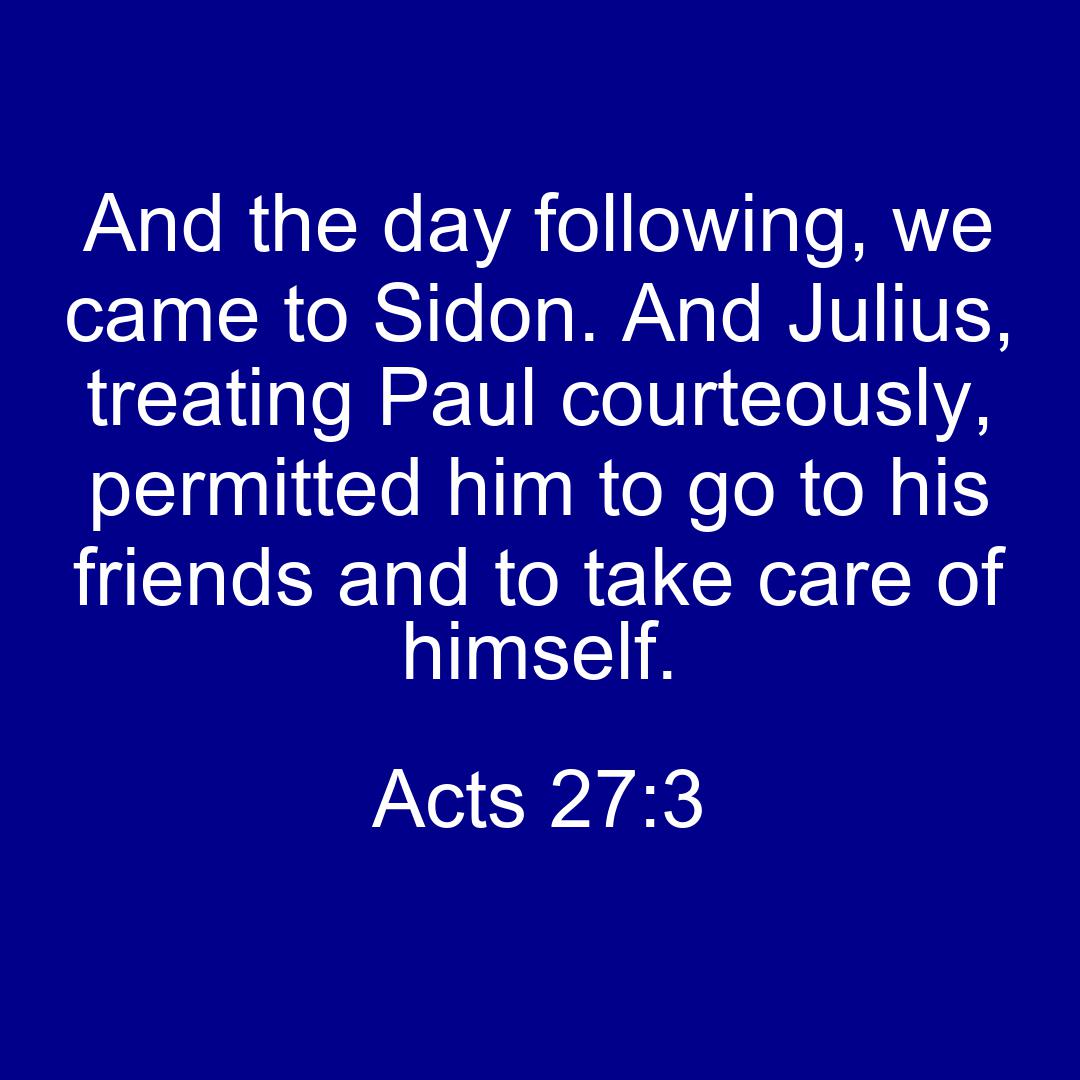 And the day following, we
came to Sidon. And Julius,
treating Paul courteously,
permitted him to go to his
friends and to take care of
himself.
Acts 27:3